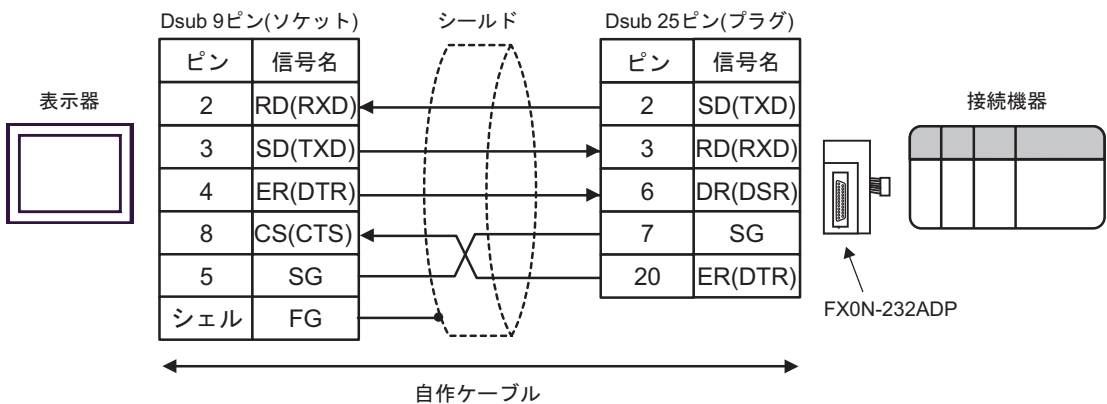 Dsub 9ピン(ソケット)
シールド
Dsub 25ピン(プラグ)
ピン 信号名
ピン 信号名
表示器
接続機器
2 RD(RXD)
2 SD(TXD)
3 SD(TXD)
3 RD(RXD)
4 ER(DTR)
6 DR(DSR)
8 CS(CTS)
7 SG
5 SG
20 ER(DTR)
シェル FG
FX0N-232ADP
自作ケーブル